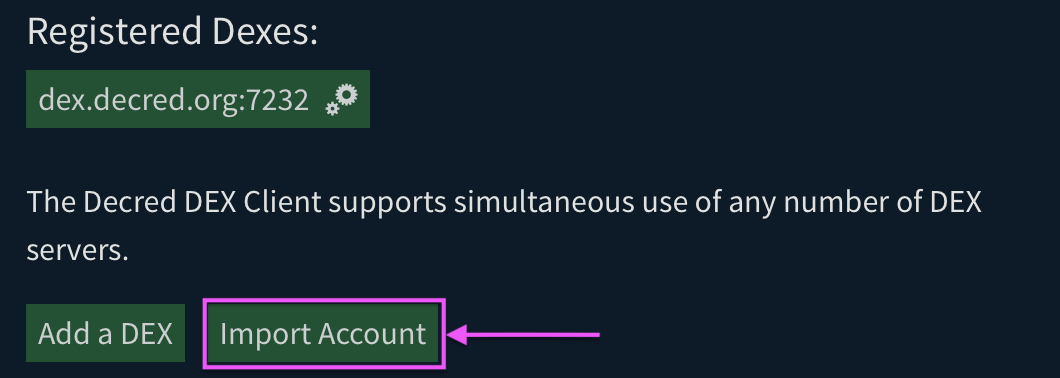 Registered Dexes:
dex.decred.org:7232
The Decred DEX Client supports simultaneous use of any number of DEX
servers.
Add a DEX Import Account